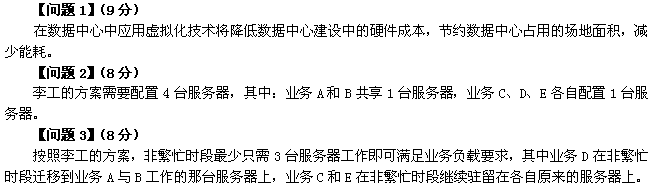 【问题1】(9分)
在数据中心中应用虚拟化技术将降低数据中心建设中的硬件成本，节约数据中心占用的场地面积，减
少能耗。
【问题2】(8分)
李工的方案需要配置4台服务器，其中：业务A和B共享1台服务器，业务C、D、E各自配置1台服
务器。
【问题3】(8分)
按照李工的方案，非繁忙时段最少只需3台服务器工作即可满足业务负载要求，其中业务D在非繁忙
时段迁移到业务A与B工作的那台服务器上，业务C和E在非繁忙时段继续驻留在各自原来的服务器上。